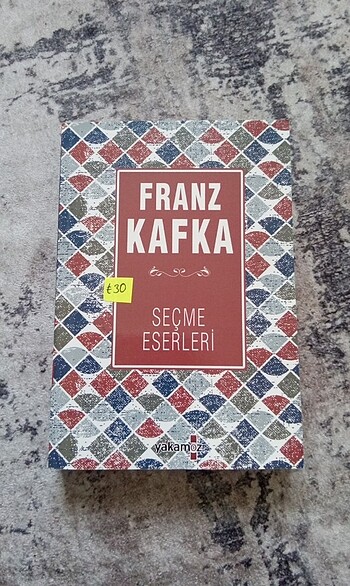 FRANZ
KAFKA
₺30
SEÇME
ESERLERİ
yakamoz